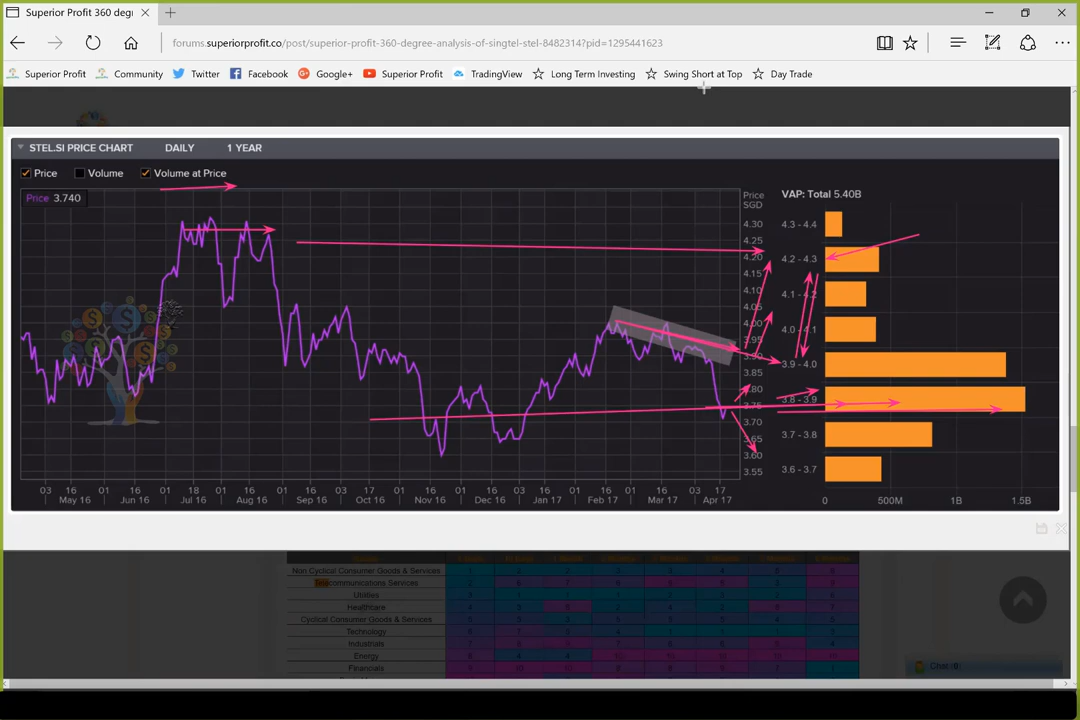 Superior Profit 360 degr
forums.superiorprofit.co/post/superior-profit-360-degree-analysis-of-singtel-stel-8482314?pid=1295441623
Superior Profit Community Twitter Facebook Google+ Superior Profit TradingView Long Term Investing Swing Short at Top Day Trade
STEL.SI PRICE CHART DAILY 1 YEAR
Price Volume Volume at Price
Price 3.740
Price
SGD
4.30
4.25
4.20
4.15
4.10
4.05
4.00
3.95
3.90
3.85
3.80
3.75
3.70
3.65
3.60
3.55
03 16 01 16 01 18 01 16 01 16 03 17 01 16 01 16 03 16 01 16 01 16 03 17
May 16 Jun 16 Jul 16 Aug 16 Sep 16 Oct 16 Nov 16 Dec 16 Jan 17 Feb 17 Mar 17 Apr 17
VAP: Total 5.40B
4.3 - 4.4
4.2 - 4.3
4.1 - 4.2
4.0 - 4.1
3.9 - 4.0
3.8 - 3.9
3.7 - 3.8
3.6 - 3.7
0 500M 1B 1.5B
Non Cyclical Consumer Goods & Services
Telecommunications Services
Utilities
Healthcare
Cyclical Consumer Goods & Services
Technology
Industrials
Energy
Financials
Chat